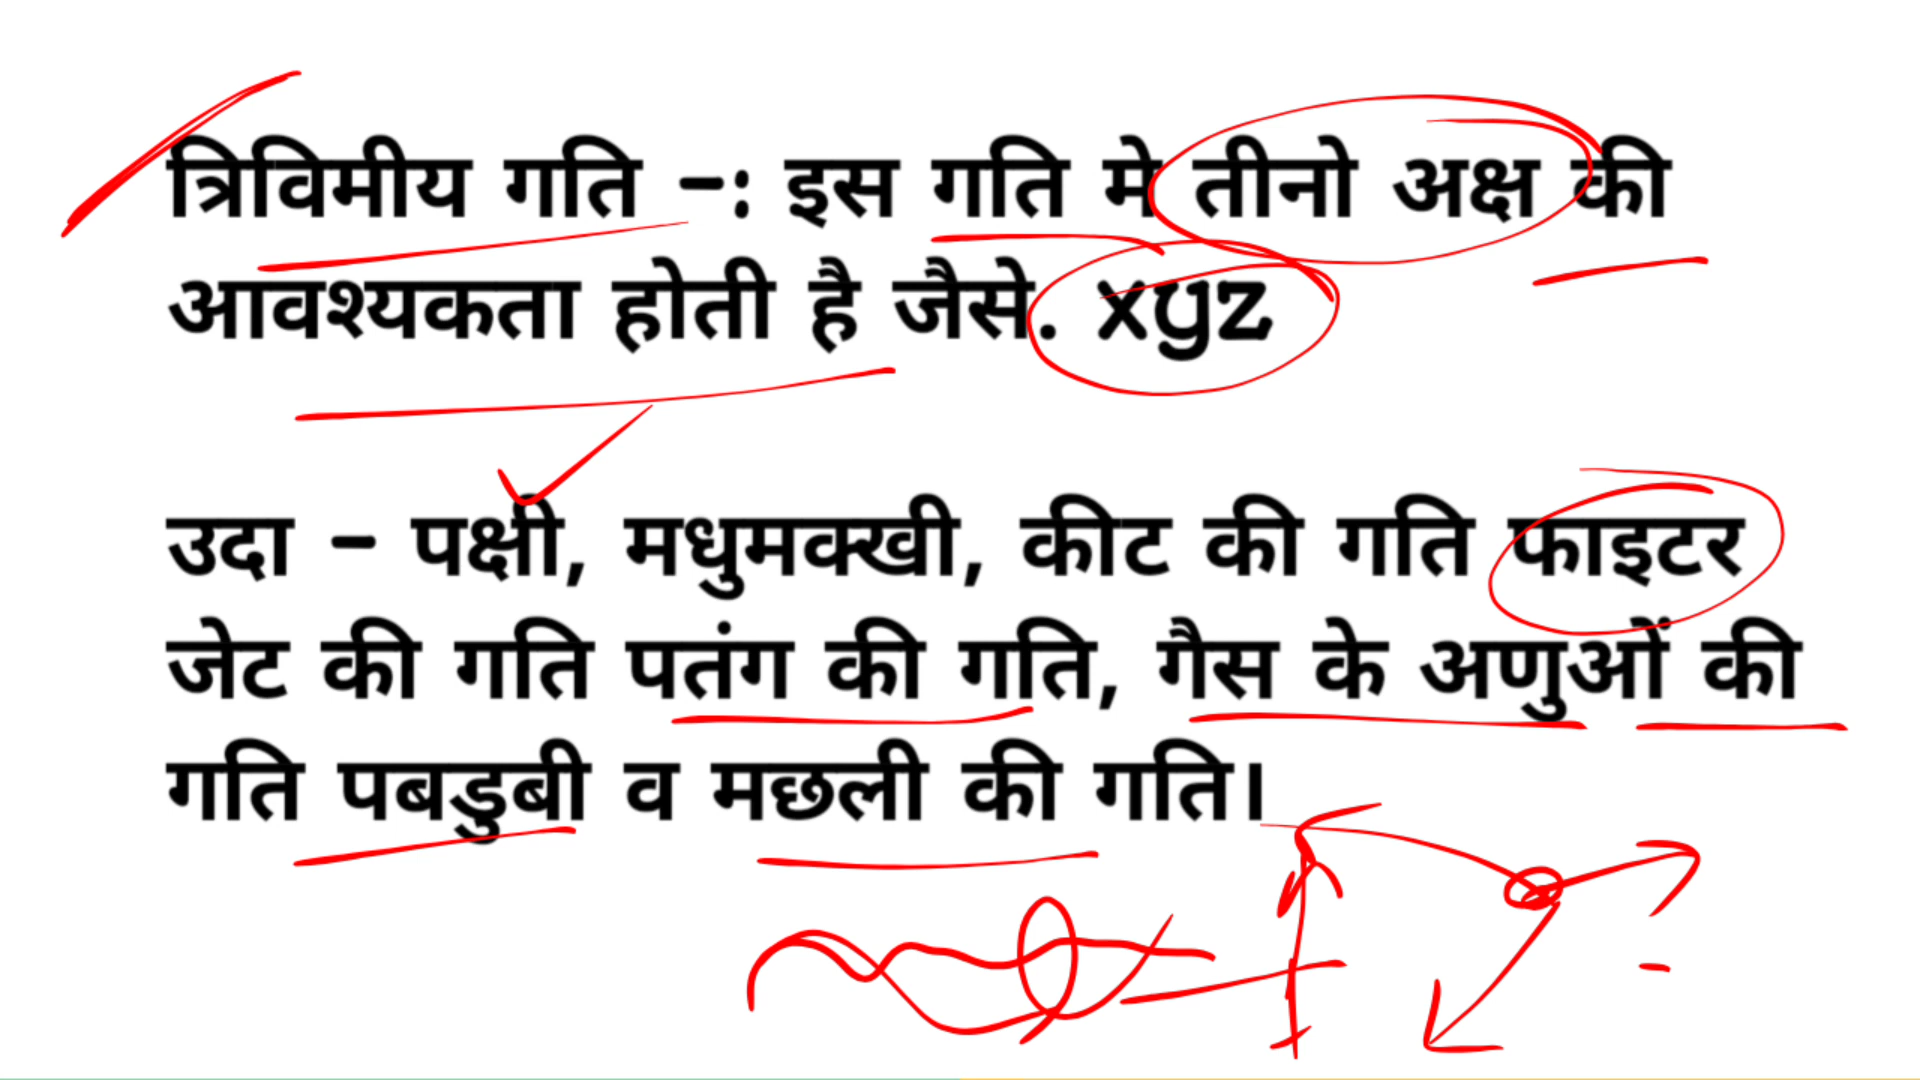 त्रिविमीय गति -: इस गति मे तीनो अक्ष की
आवश्यकता होती है जैसे. xyz
उदा - पक्षी, मधुमक्खी, कीट की गति फाइटर
जेट की गति पतंग की गति, गैस के अणुओं की
गति पबडुबी व मछली की गति।